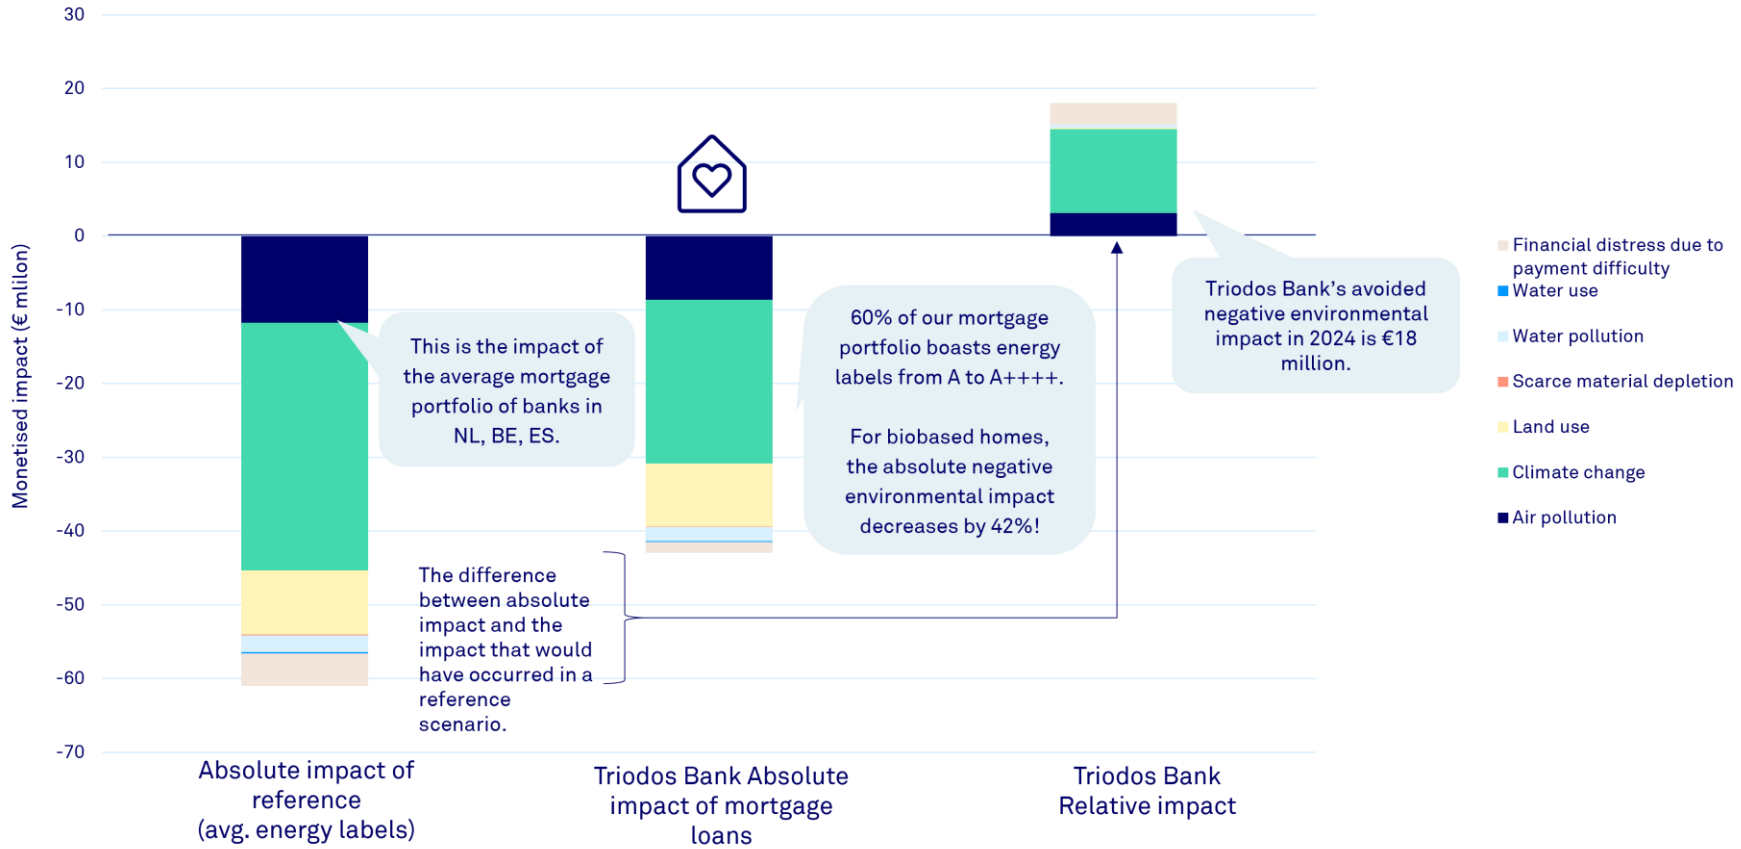 30
20
10
0
-10
-20
-30
-40
-50
-60
-70
Monetised impact (€ mlilon)
This is the impact of
the average mortgage
portfolio of banks in
NL, BE, ES.
60% of our mortgage
portfolio boasts energy
labels from A to A++++.
For biobased homes,
the absolute negative
environmental impact
decreases by 42%!
Triodos Bank's avoided
negative environmental
impact in 2024 is €18
million.
The difference
between absolute
impact and the
impact that would
have occurred in a
reference
scenario.
Absolute impact of
reference
(avg. energy labels)
Triodos Bank Absolute
impact of mortgage
loans
Triodos Bank
Relative impact
Financial distress due to
payment difficulty
Water use
Water pollution
Scarce material depletion
Land use
Climate change
Air pollution